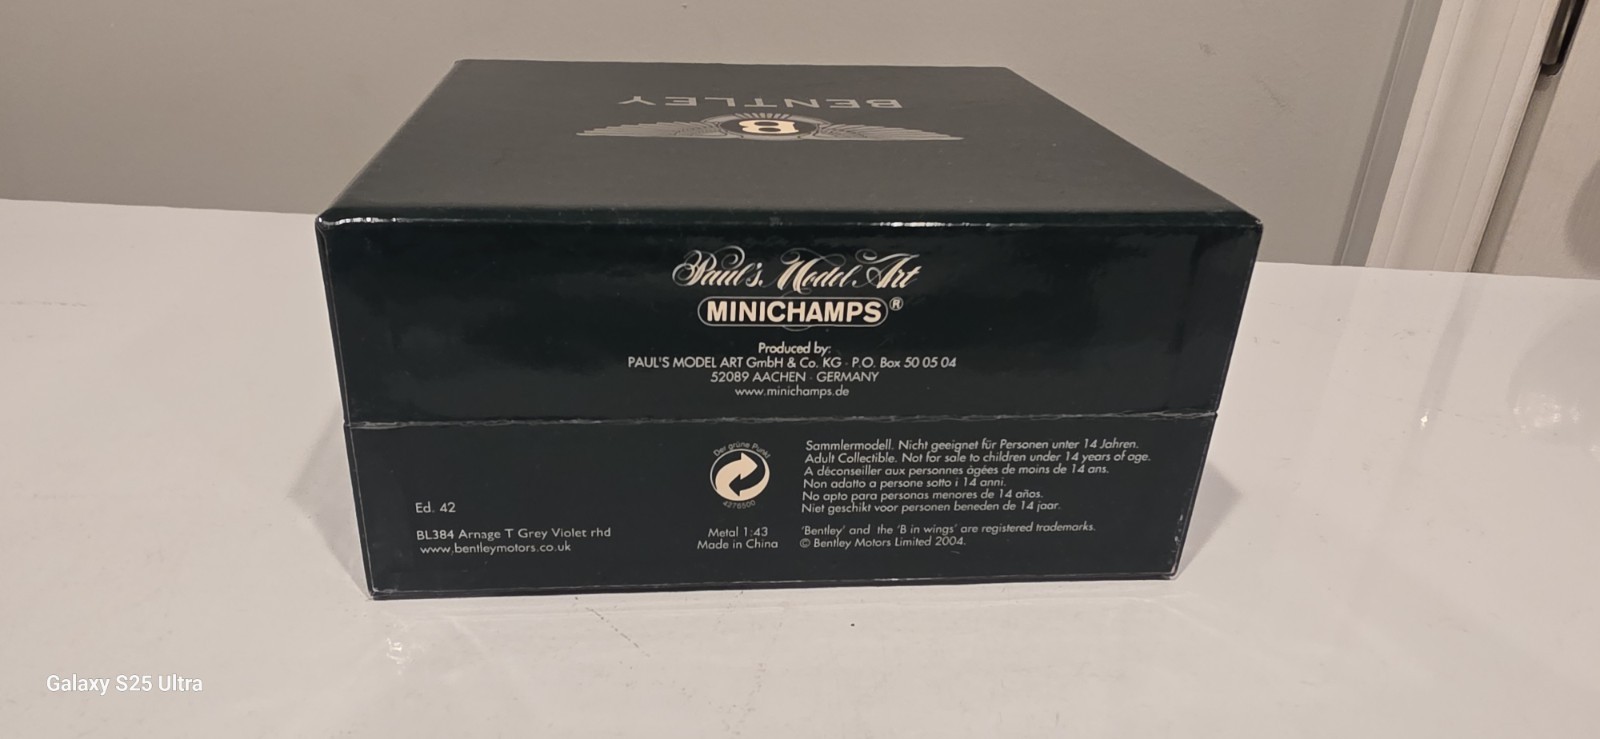 BENTLEY
B
Paul's Model Art
MINICHAMPS®
Produced by:
PAUL'S MODEL ART GmbH & Co. KG · P.O. Box 50 05 04
52089 AACHEN · GERMANY
www.minichamps.de
Ed. 42
BL384 Arnage T Grey Violet rhd
www.bentleymotors.co.uk
Der grüne Punkt
4276500
Metal 1:43
Made in China
Sammlermodell. Nicht geeignet für Personen unter 14 Jahren.
Adult Collectible. Not for sale to children under 14 years of age.
A déconseiller aux personnes àgées de moins de 14 ans.
Non adatto a persone sotto i 14 anni.
No apto para personas menores de 14 años.
Niet geschikt voor personen beneden de 14 jaar.
'Bentley' and the 'B in wings' are registered trademarks.
© Bentley Motors Limited 2004.
Galaxy S25 Ultra